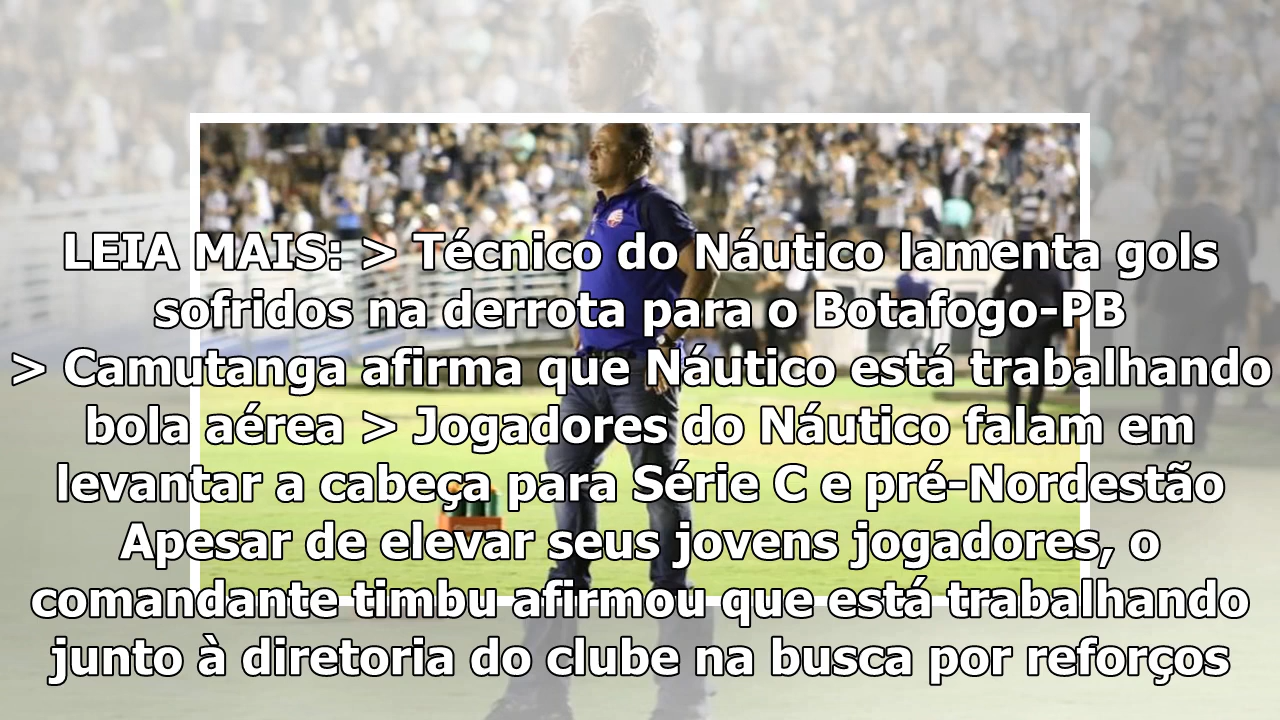 LEIA MAIS: > Técnico do Náutico lamenta gols
sofridos na derrota para o Botafogo-PB
> Camutanga afirma que Náutico está trabalhando
bola aérea > Jogadores do Náutico falam em
levantar a cabeça para Série C e pré-Nordestão
Apesar de elevar seus jovens jogadores, o
comandante timbu afirmou que está trabalhando
junto à diretoria do clube na busca por reforços